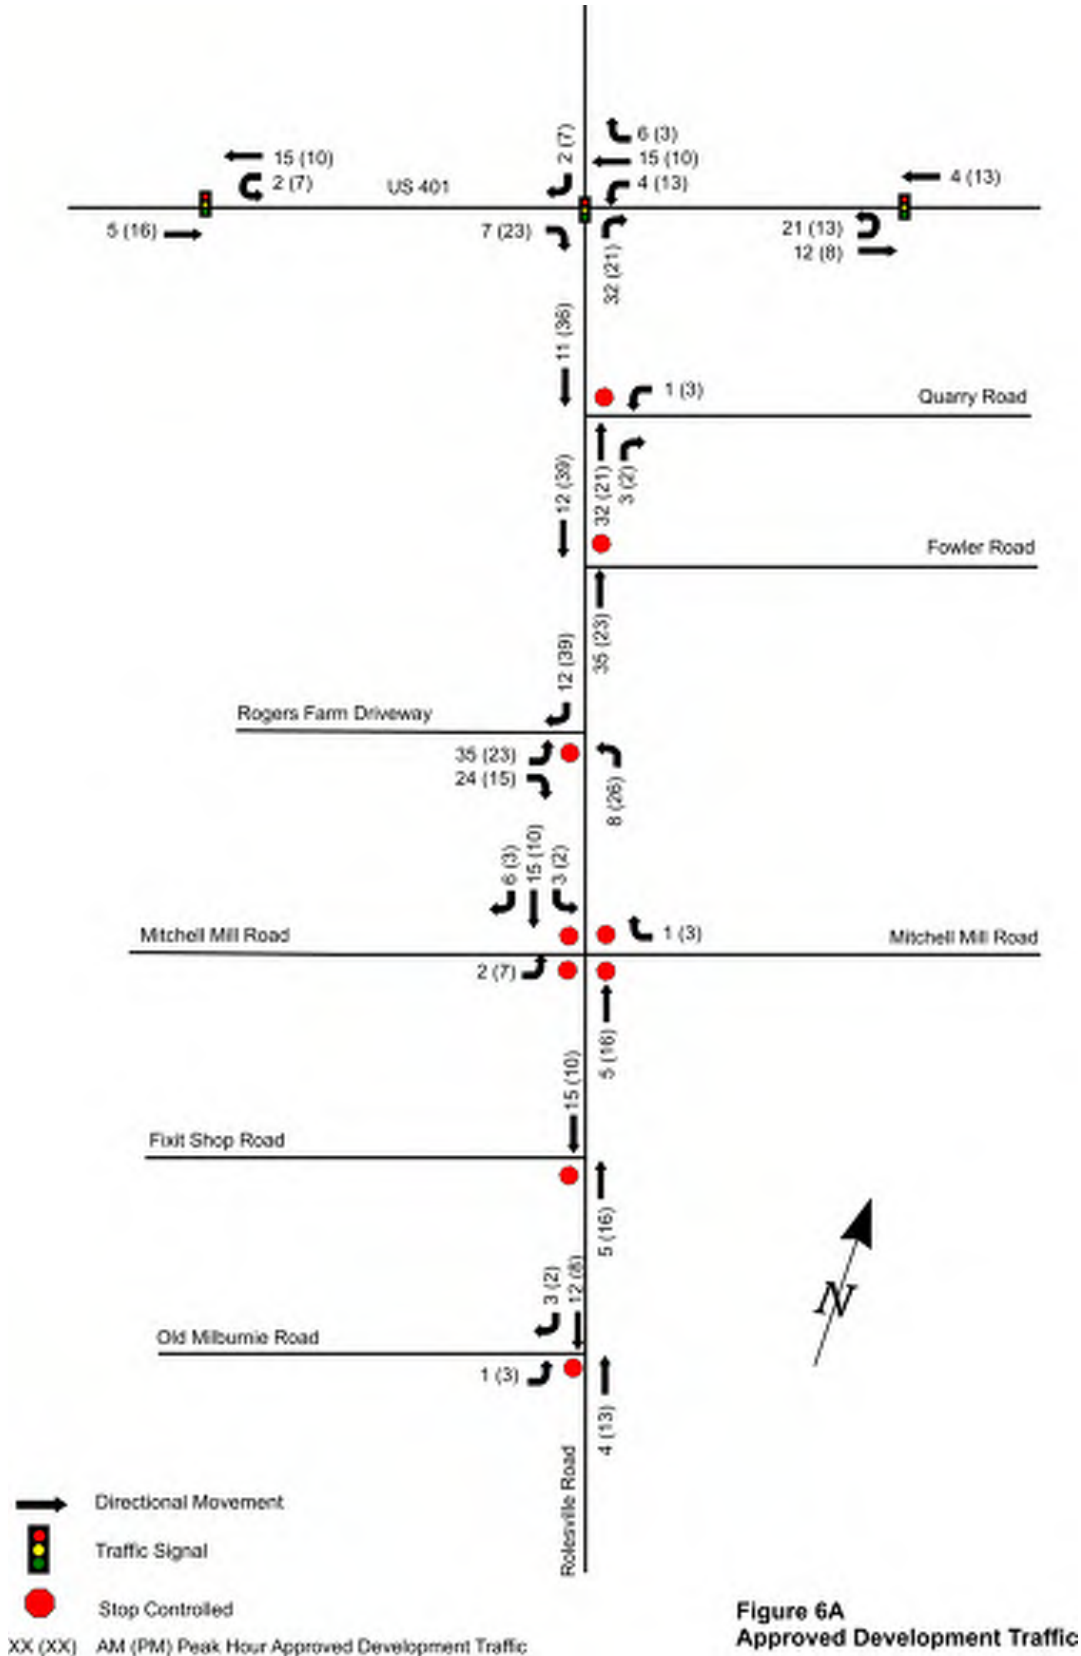 2 (7)
6 (3)
15 (10)
15 (10)
4 (13)
2 (7)
US 401
4 (13)
5 (16)
7 (23)
21 (13)
12 (8)
32 (21)
11 (36)
1 (3)
Quarry Road
12 (39)
32 (21)
3 (2)
Fowler Road
35 (23)
12 (39)
Rogers Farm Driveway
35 (23)
24 (15)
8 (26)
6 (3)
15 (10)
3 (2)
Mitchell Mill Road
1 (3)
Mitchell Mill Road
2 (7)
5 (16)
15 (10)
Fixit Shop Road
5 (16)
3 (2)
12 (8)
Old Milburnie Road
1 (3)
4 (13)
Rolesville Road
N
Directional Movement
Traffic Signal
Stop Controlled
XX (XX) AM (PM) Peak Hour Approved Development Traffic
Figure 6A
Approved Development Traffic